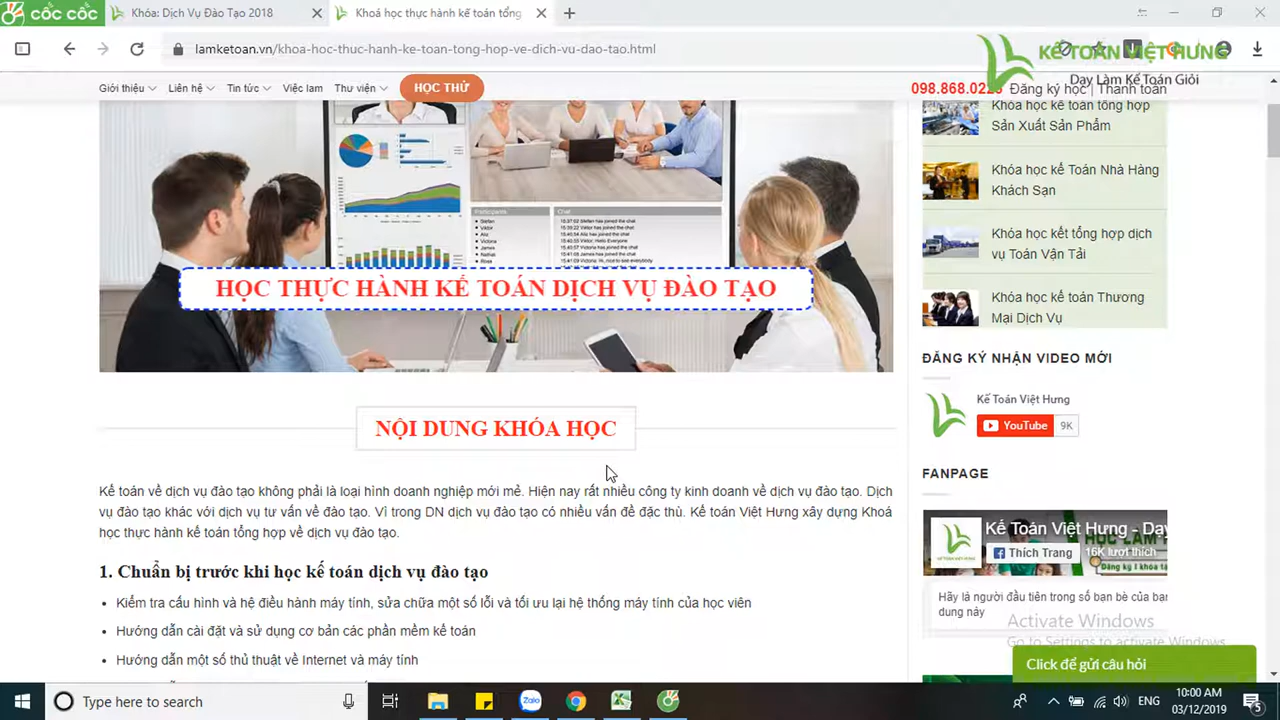 cốc cốc
Khóa: Dịch Vụ Đào Tạo 2018
Khoá học thực hành kế toán tổng
lamketoan.vn/khoa-hoc-thuc-hanh-ke-toan-tong-hop-ve-dich-vu-dao-tao.html
KẾ TOÁN VIỆT HƯNG
Dạy Làm Kế Toán Giỏi
Giới thiệu
Liên hệ
Tin tức
Việc làm
Thư viện
HỌC THỬ
098.868.0223 Đăng ký học | Thanh toán
Participants
Chat
HỌC THỰC HÀNH KẾ TOÁN DỊCH VỤ ĐÀO TẠO
NỘI DUNG KHÓA HỌC
Kế toán về dịch vụ đào tạo không phải là loại hình doanh nghiệp mới mẻ. Hiện nay rất nhiều công ty kinh doanh về dịch vụ đào tạo. Dịch
vụ đào tạo khác với dịch vụ tư vấn về đào tạo. Vì trong DN dịch vụ đào tạo có nhiều vấn đề đặc thù. Kế toán Việt Hưng xây dựng Khoá
học thực hành kế toán tổng hợp về dịch vụ đào tạo.
1. Chuẩn bị trước khi học kế toán dịch vụ đào tạo
• Kiểm tra cấu hình và hệ điều hành máy tính, sửa chữa một số lỗi và tối ưu lại hệ thống máy tính của học viên
• Hướng dẫn cài đặt và sử dụng cơ bản các phần mềm kế toán
• Hướng dẫn một số thủ thuật về Internet và máy tính
Khóa học kế toán tổng hợp
Sản Xuất Sản Phẩm
Khóa học kế Toán Nhà Hàng
Khách Sạn
Khóa học kết tổng hợp dịch
vụ Toán Vận Tải
Khóa học kế toán Thương
Mại Dịch Vụ
ĐĂNG KÝ NHẬN VIDEO MỚI
Kế Toán Việt Hưng
YouTube 9K
FANPAGE
Kế Toán Việt Hưng - Dạy
Thích Trang
16K lượt thích
Hãy là người đầu tiên trong số bạn bè của bạn
dung này
Activate Windows
Go to Settings to activate Windows.
Click để gửi câu hỏi
Type here to search
ENG
10:00 AM
03/12/2019
5